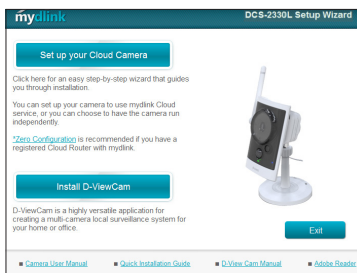 mydlink
DCS-2330L Setup Wizard
Set up your Cloud Camera
Click here for an easy step-by-step wizard that guides
you through installation.
You can set up your camera to use mydlink Cloud
service, or you can choose to have the camera run
independently.
*Zero Configuration is recommended if you have a
registered Cloud Router with mydlink.
Install D-ViewCam
D-ViewCam is a highly versatile application for
creating a multi-camera local surveillance system for
your home or office.
Exit
Camera User Manual
Quick Installation Guide
D-View Cam Manual
Adobe Reader